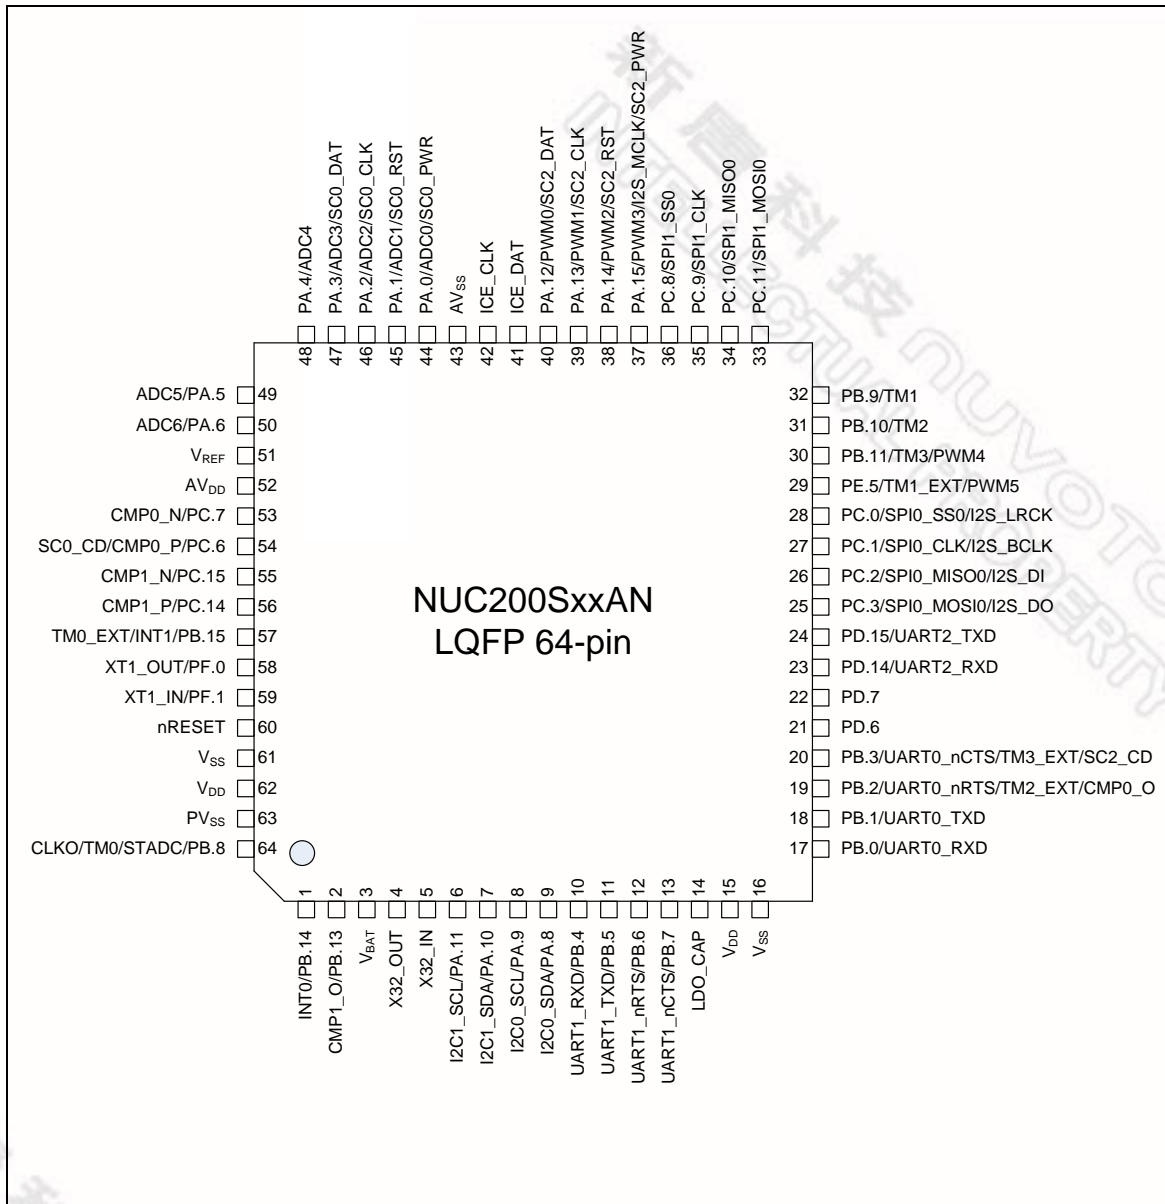 新唐科技 nuvoTo
INTELLECTUAL PROPERTY
PA.4/ADC4
PA.3/ADC3/SC0_DAT
PA.2/ADC2/SC0_CLK
PA.1/ADC1/SC0_RST
PA.0/ADC0/SC0_PWR
AVSS
ICE_CLK
ICE_DAT
PA.12/PWM0/SC2_DAT
PA.13/PWM1/SC2_CLK
PA.14/PWM2/SC2_RST
PA.15/PWM3/I2S_MCLK/SC2_PWR
PC.8/SPI1_SS0
PC.9/SPI1_CLK
PC.10/SPI1_MISO0
PC.11/SPI1_MOSI0
48 47 46 45 44 43 42 41 40 39 38 37 36 35 34 33
ADC5/PA.5 49
ADC6/PA.6 50
VREF 51
AVDD 52
CMP0_N/PC.7 53
SC0_CD/CMP0_P/PC.6 54
CMP1_N/PC.15 55
CMP1_P/PC.14 56
TM0_EXT/INT1/PB.15 57
XT1_OUT/PF.0 58
XT1_IN/PF.1 59
nRESET 60
VSS 61
VDD 62
PVSS 63
CLKO/TM0/STADC/PB.8 64
NUC200SxxAN
LQFP 64-pin
32 PB.9/TM1
31 PB.10/TM2
30 PB.11/TM3/PWM4
29 PE.5/TM1_EXT/PWM5
28 PC.0/SPI0_SS0/I2S_LRCK
27 PC.1/SPI0_CLK/I2S_BCLK
26 PC.2/SPI0_MISO0/I2S_DI
25 PC.3/SPI0_MOSI0/I2S_DO
24 PD.15/UART2_TXD
23 PD.14/UART2_RXD
22 PD.7
21 PD.6
20 PB.3/UART0_nCTS/TM3_EXT/SC2_CD
19 PB.2/UART0_nRTS/TM2_EXT/CMP0_O
18 PB.1/UART0_TXD
17 PB.0/UART0_RXD
1 2 3 4 5 6 7 8 9 10 11 12 13 14 15 16
INT0/PB.14
CMP1_O/PB.13
VBAT
X32_OUT
X32_IN
I2C1_SCL/PA.11
I2C1_SDA/PA.10
I2C0_SCL/PA.9
I2C0_SDA/PA.8
UART1_RXD/PB.4
UART1_TXD/PB.5
UART1_nRTS/PB.6
UART1_nCTS/PB.7
LDO_CAP
VDD
VSS